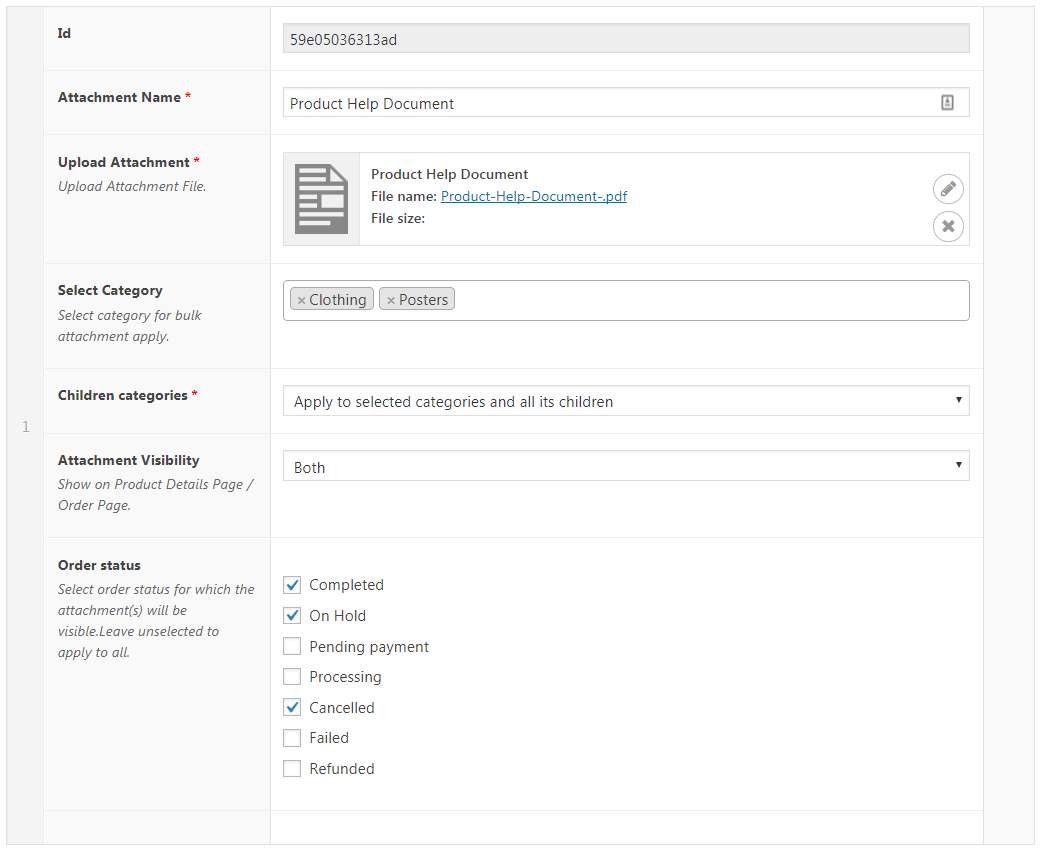 Id
59e05036313ad
Attachment Name *
Product Help Document
Upload Attachment *
Upload Attachment File.
Product Help Document
File name: Product-Help-Document-.pdf
File size:
Select Category
Select category for bulk
attachment apply.
× Clothing × Posters
Children categories *
Apply to selected categories and all its children
1
Attachment Visibility
Show on Product Details Page /
Order Page.
Both
Order status
Select order status for which the
attachment(s) will be
visible.Leave unselected to
apply to all.
Completed
On Hold
Pending payment
Processing
Cancelled
Failed
Refunded